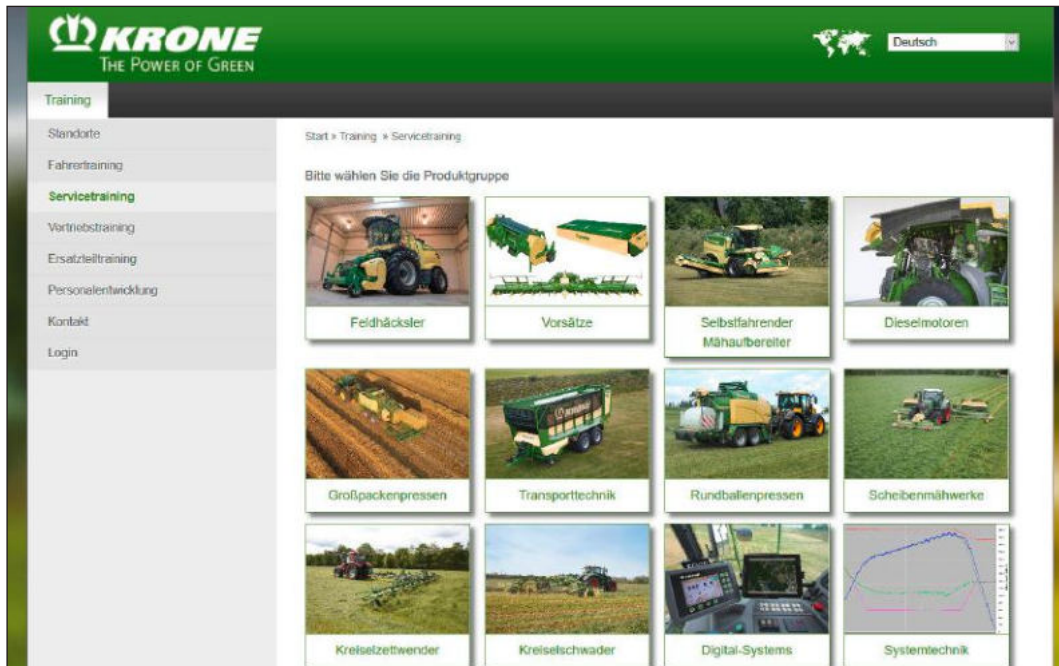 KRONE
THE POWER OF GREEN
Deutsch
Training
Standorte
Fahrertraining
Servicetraining
Vertriebstraining
Ersatzteiltraining
Personalentwicklung
Kontakt
Login
Start » Training » Servicetraining
Bitte wählen Sie die Produktgruppe
Feldhäcksler
Vorsätze
Selbstfahrender
Mähaufbereiter
Dieselmotoren
Großpackenpressen
Transporttechnik
Rundballenpressen
Scheibenmähwerke
Kreiselzettwender
Kreiselschwader
Digital-Systems
Systemtechnik